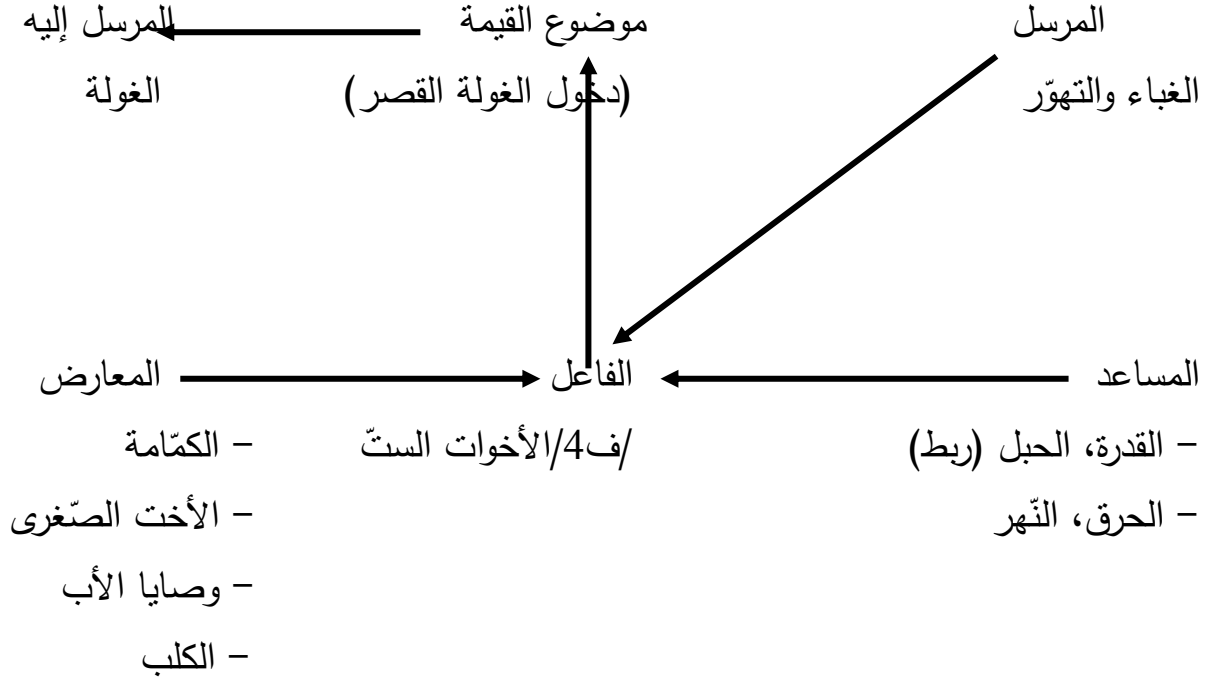 المرسل موضوع القيمة المرسل إليه
الغباء والتهوّر (دخول الغولة القصر) الغولة
المساعد الفاعل المعارض
– القدرة، الحبل (ربط) /ف4/الأخوات الستّ – الكمّامة
– الحرق، النّهر – الأخت الصّغرى
– وصايا الأب
– الكلب